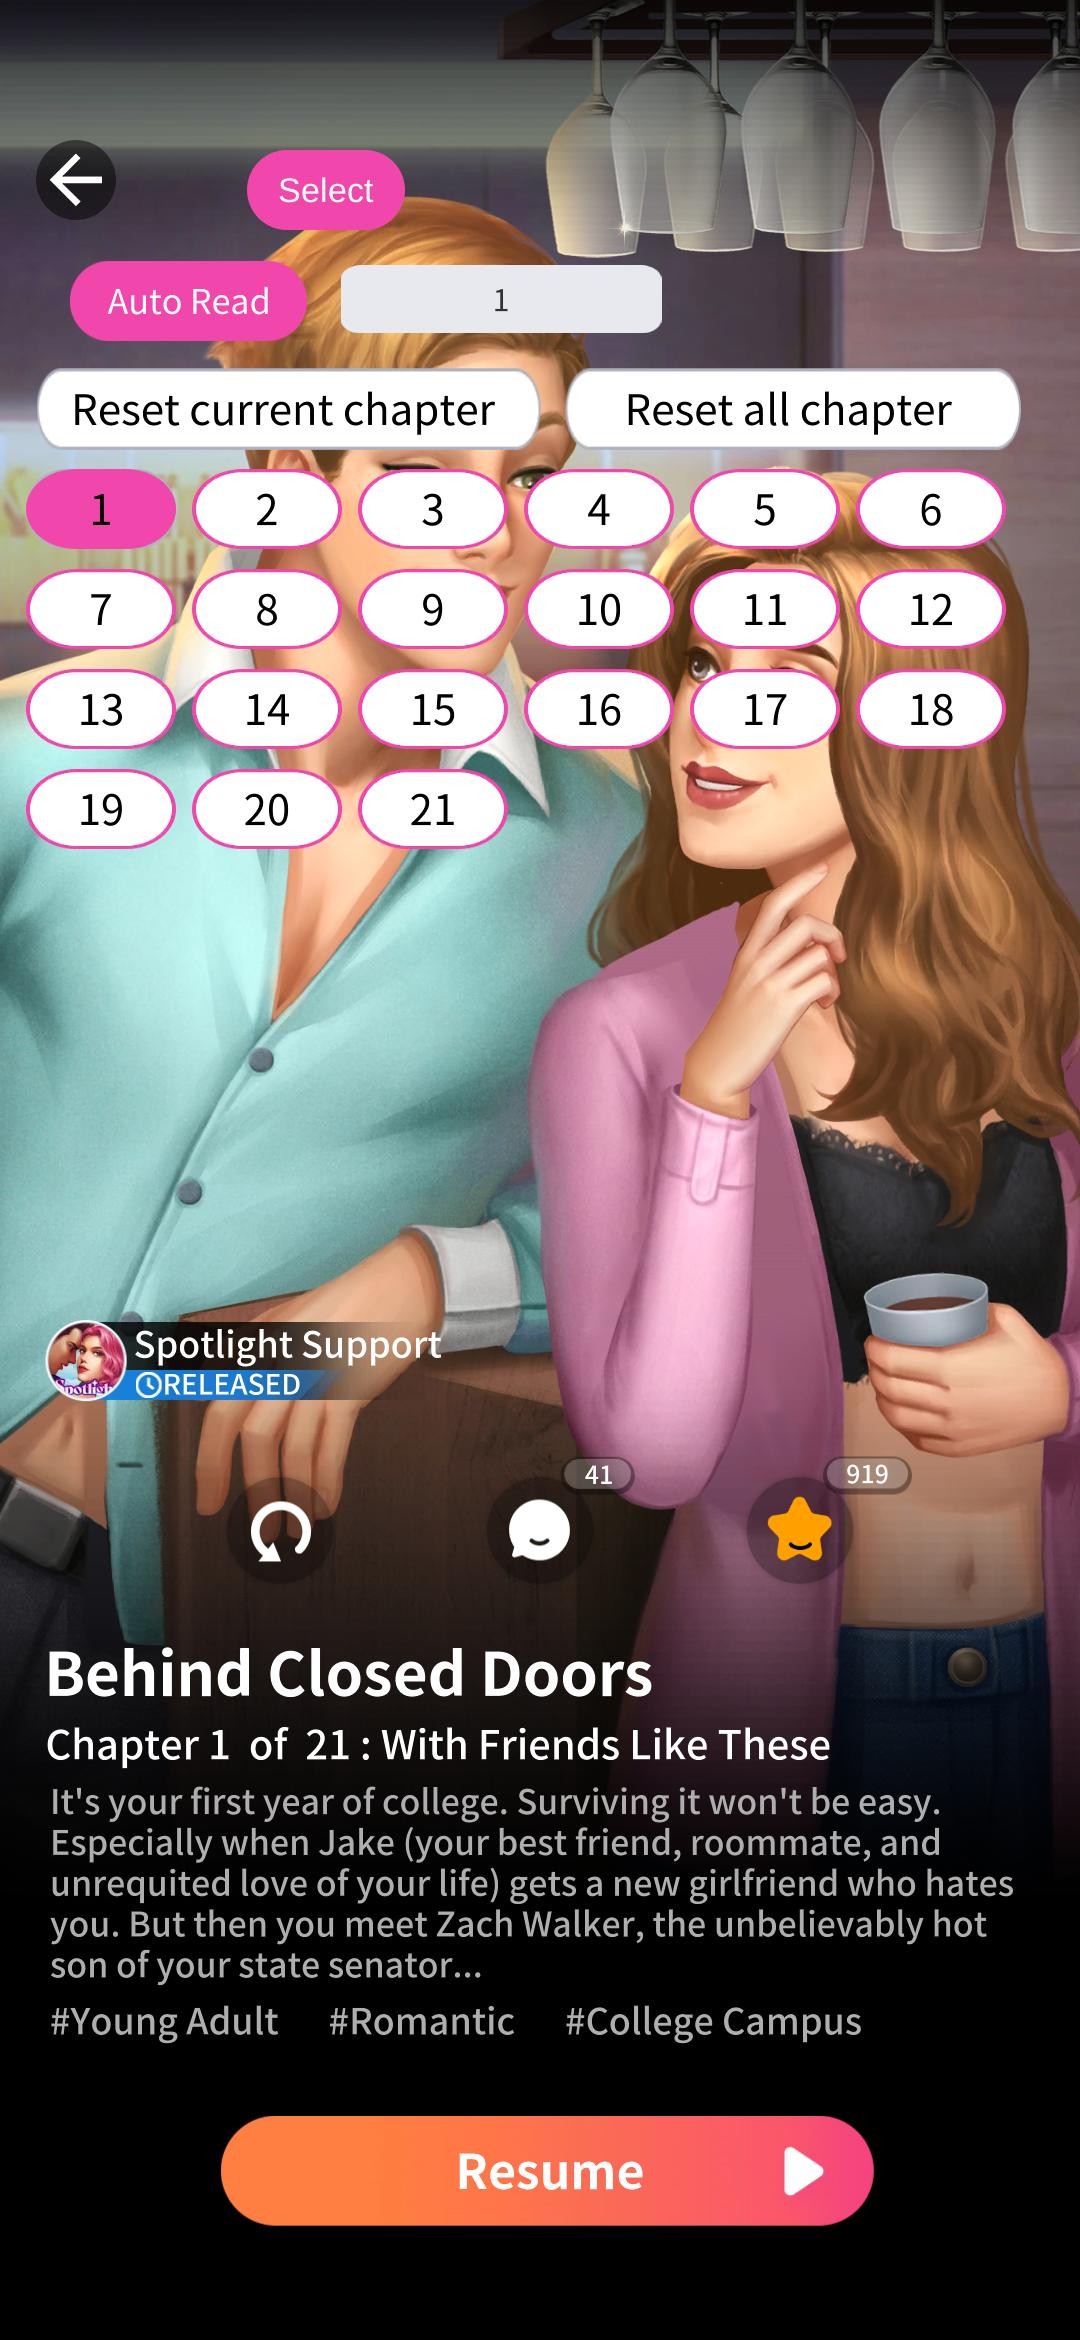 Select
Auto Read 1
Reset current chapter Reset all chapter
1 2 3 4 5 6
7 8 9 10 11 12
13 14 15 16 17 18
19 20 21
Spotlight Support
RELEASED
41 919
Behind Closed Doors
Chapter 1 of 21 : With Friends Like These
It's your first year of college. Surviving it won't be easy.
Especially when Jake (your best friend, roommate, and
unrequited love of your life) gets a new girlfriend who hates
you. But then you meet Zach Walker, the unbelievably hot
son of your state senator...
#Young Adult #Romantic #College Campus
Resume